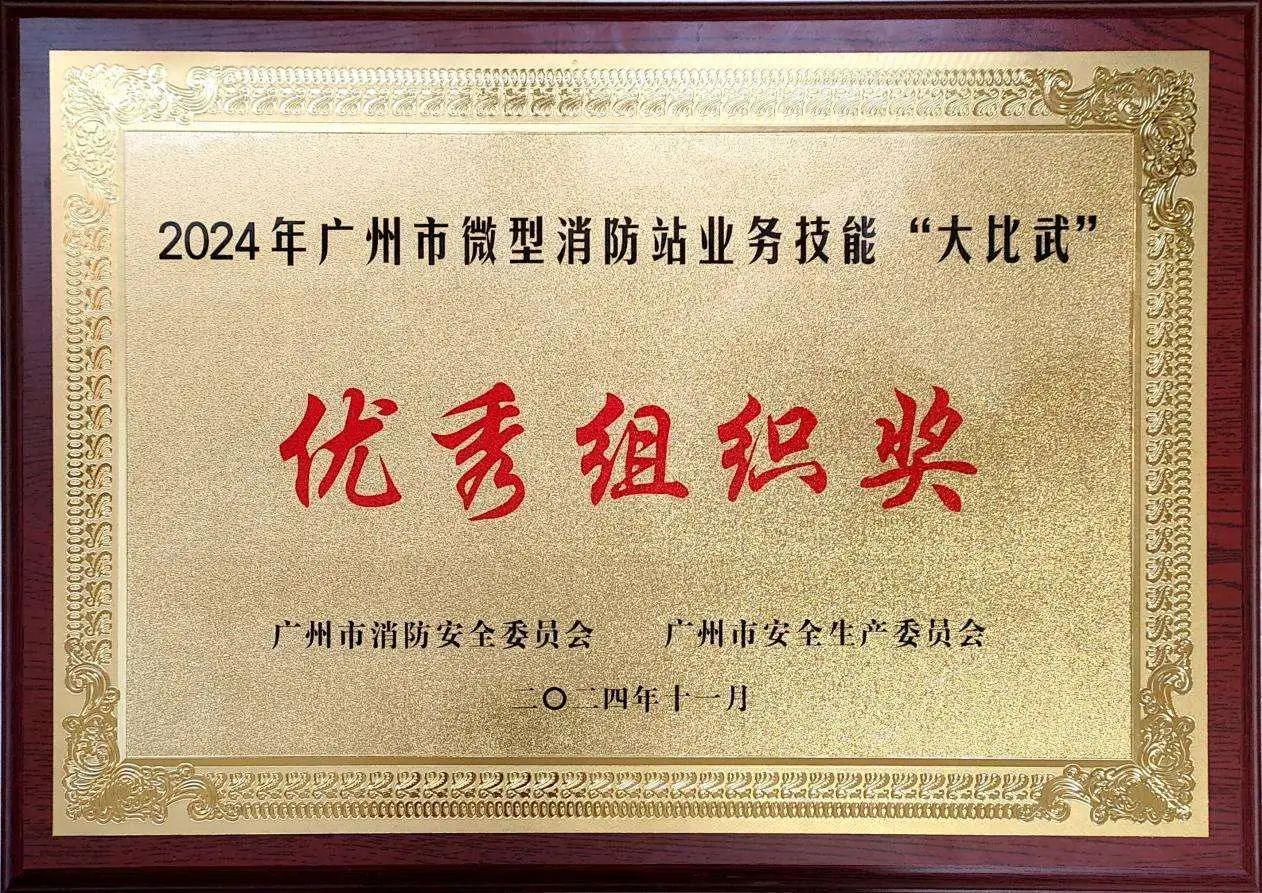 2024年广州市微型消防站业务技能“大比武”
优秀组织奖
广州市消防安全委员会 广州市安全生产委员会
二〇二四年十一月